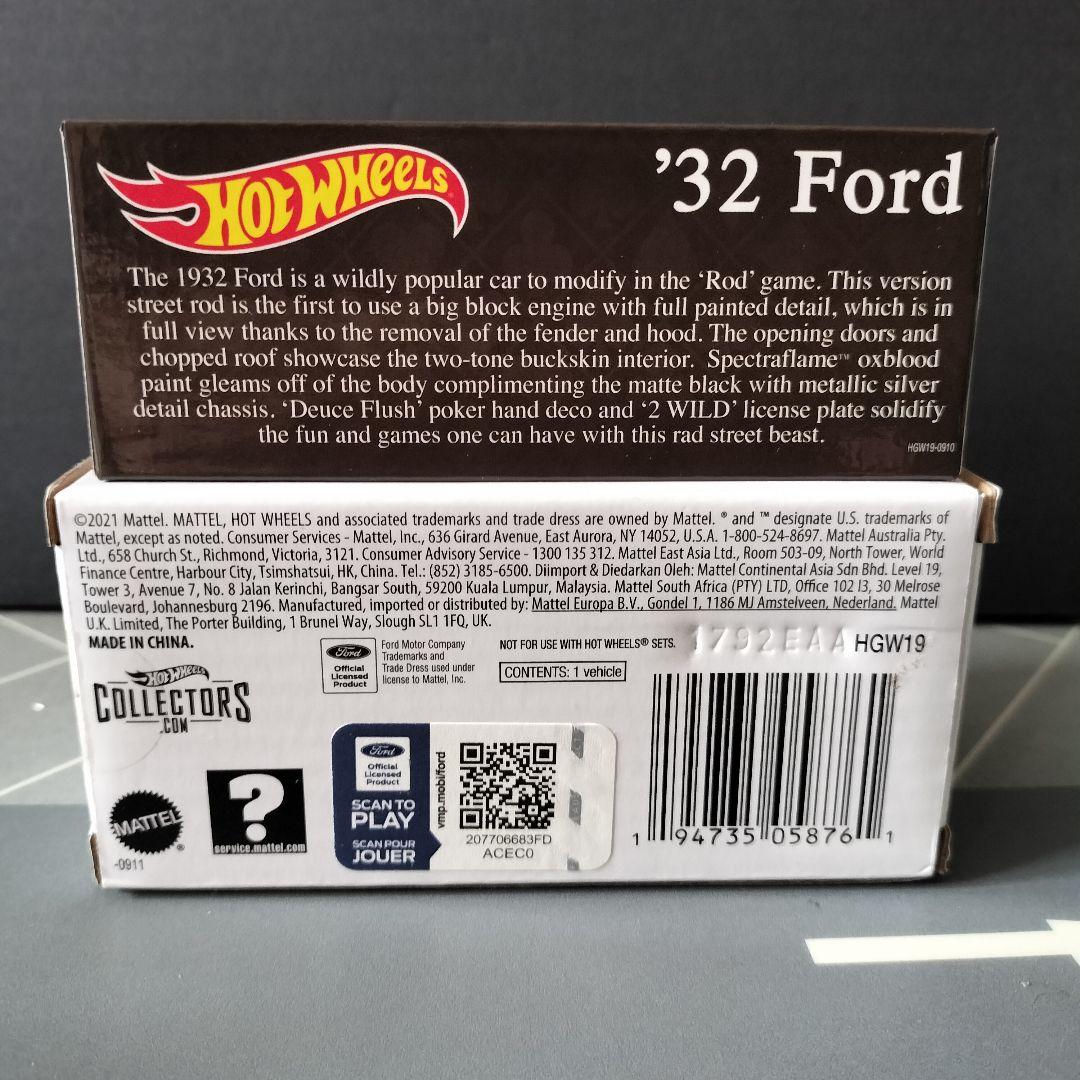 HOT WHEELS
'32 Ford
The 1932 Ford is a wildly popular car to modify in the 'Rod' game. This version
street rod is the first to use a big block engine with full painted detail, which is in
full view thanks to the removal of the fender and hood. The opening doors and
chopped roof showcase the two-tone buckskin interior. Spectraflame™ oxblood
paint gleams off of the body complimenting the matte black with metallic silver
detail chassis. 'Deuce Flush' poker hand deco and '2 WILD' license plate solidify
the fun and games one can have with this rad street beast.
HGW19-0910
©2021 Mattel. MATTEL, HOT WHEELS and associated trademarks and trade dress are owned by Mattel. ® and ™ designate U.S. trademarks of
Mattel, except as noted. Consumer Services - Mattel, Inc., 636 Girard Avenue, East Aurora, NY 14052, U.S.A. 1-800-524-8697. Mattel Australia Pty.
Ltd., 658 Church St., Richmond, Victoria, 3121. Consumer Advisory Service - 1300 135 312. Mattel East Asia Ltd., Room 503-09, North Tower, World
Finance Centre, Harbour City, Tsimshatsui, HK, China. Tel.: (852) 3185-6500. Diimport & Diedarkan Oleh: Mattel Continental Asia Sdn Bhd. Level 19,
Tower 3, Avenue 7, No. 8 Jalan Kerinchi, Bangsar South, 59200 Kuala Lumpur, Malaysia. Mattel South Africa (PTY) LTD, Office 102 I3, 30 Melrose
Boulevard, Johannesburg 2196. Manufactured, imported or distributed by: Mattel Europa B.V., Gondel 1, 1186 MJ Amstelveen, Nederland. Mattel
U.K. Limited, The Porter Building, 1 Brunel Way, Slough SL1 1FQ, UK.
MADE IN CHINA.
HOT WHEELS
COLLECTORS
.COM
Ford
Official
Licensed
Product
Ford Motor Company
Trademarks and
Trade Dress used under
license to Mattel, Inc.
NOT FOR USE WITH HOT WHEELS® SETS.
CONTENTS: 1 vehicle
1792EAA
HGW19
MATTEL
®
-0911
?
service.mattel.com
Ford
Official
Licensed
Product
SCAN TO
PLAY
SCAN POUR
JOUER
vmp.mobi/ford
207706683FD
ACEC0
1 94735 05876 1